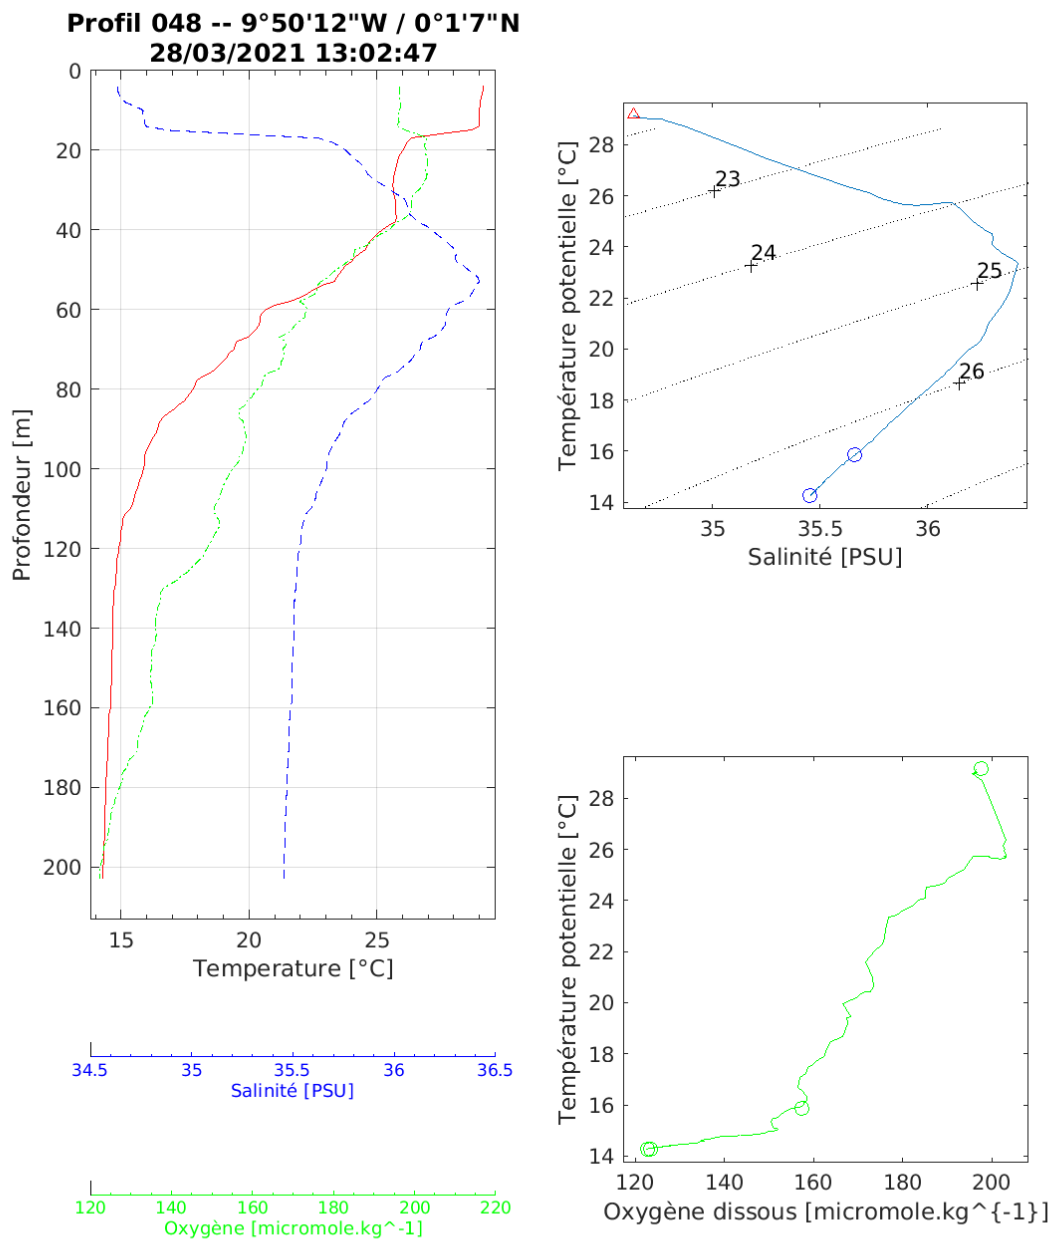 Profil 048 -- 9°50'12"W / 0°1'7"N
28/03/2021 13:02:47
0
20
40
60
80
100
120
140
160
180
200
Profondeur [m]
15 20 25
Temperature [°C]
34.5 35 35.5 36 36.5
Salinité [PSU]
120 140 160 180 200 220
Oxygène [micromole.kg^-1]
28
26
24
22
20
18
16
14
Température potentielle [°C]
23
24
25
26
35 35.5 36
Salinité [PSU]
28
26
24
22
20
18
16
14
Température potentielle [°C]
120 140 160 180 200
Oxygène dissous [micromole.kg^{-1}]